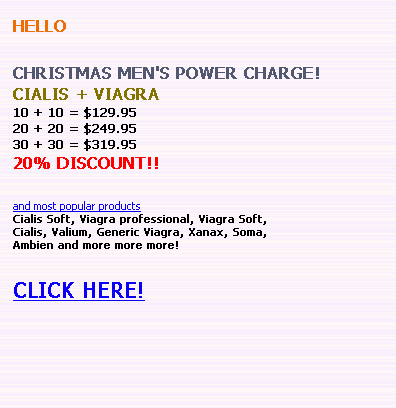 HELLO
CHRISTMAS MEN'S POWER CHARGE!
CIALIS + VIAGRA
10 + 10 = $129.95
20 + 20 = $249.95
30 + 30 = $319.95
20% DISCOUNT!!
and most popular products
Cialis Soft, Viagra professional, Viagra Soft,
Cialis, Valium, Generic Viagra, Xanax, Soma,
Ambien and more more more!
CLICK HERE!